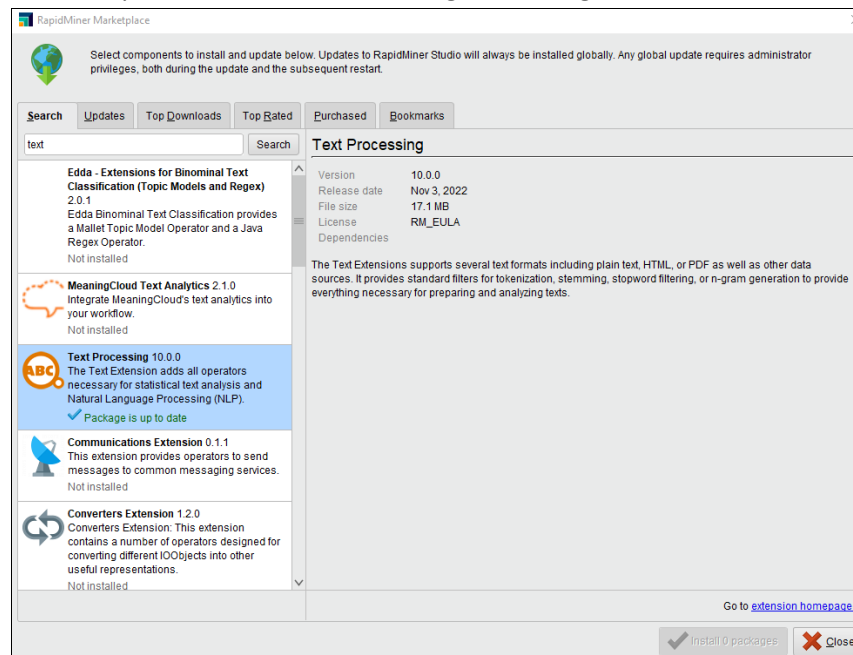 RapidMiner Marketplace
Select components to install and update below. Updates to RapidMiner Studio will always be installed globally. Any global update requires administrator
privileges, both during the update and the subsequent restart.
Search Updates Top Downloads Top Rated Purchased Bookmarks
text Search
Edda - Extensions for Binominal Text
Classification (Topic Models and Regex)
2.0.1
Edda Binominal Text Classification provides
a Mallet Topic Model Operator and a Java
Regex Operator.
Not installed
MeaningCloud Text Analytics 2.1.0
Integrate MeaningCloud's text analytics into
your workflow.
Not installed
ABC
Text Processing 10.0.0
The Text Extension adds all operators
necessary for statistical text analysis and
Natural Language Processing (NLP).
Package is up to date
Communications Extension 0.1.1
This extension provides operators to send
messages to common messaging services.
Not installed
Converters Extension 1.2.0
Converters Extension: This extension
contains a number of operators designed for
converting different IOObjects into other
useful representations.
Not installed
Text Processing
Version 10.0.0
Release date Nov 3, 2022
File size 17.1 MB
License RM_EULA
Dependencies
The Text Extensions supports several text formats including plain text, HTML, or PDF as well as other data
sources. It provides standard filters for tokenization, stemming, stopword filtering, or n-gram generation to provide
everything necessary for preparing and analyzing texts.
Go to extension homepage
Install 0 packages Close